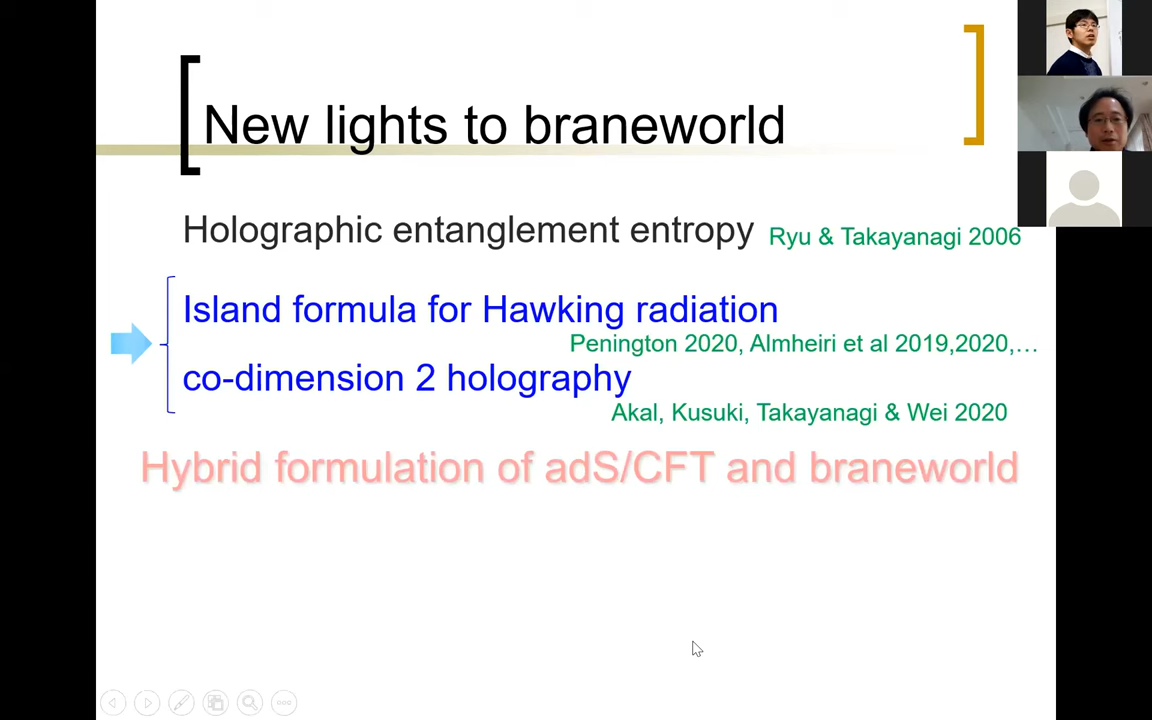 New lights to braneworld
Holographic entanglement entropy Ryu & Takayanagi 2006
Island formula for Hawking radiation
Penington 2020, Almheiri et al 2019,2020,…
co-dimension 2 holography
Akal, Kusuki, Takayanagi & Wei 2020
Hybrid formulation of adS/CFT and braneworld